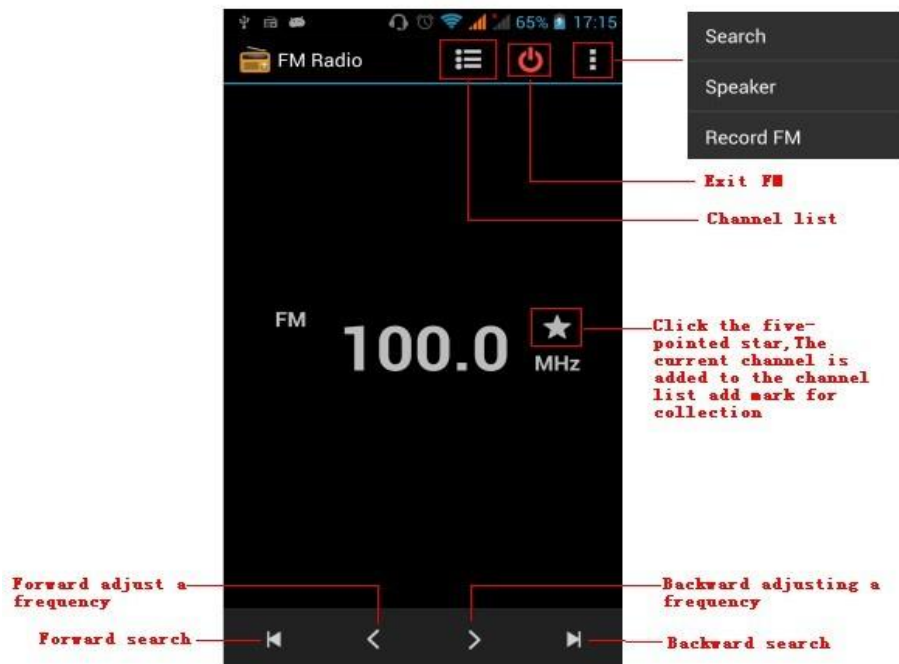 65% 17:15
FM Radio
Search
Speaker
Record FM
Exit FM
Channel list
FM
100.0
MHz
Click the five-
pointed star,The
current channel is
added to the channel
list add mark for
collection
Forward adjust a
frequency
Backward adjusting a
frequency
Forward search
Backward search